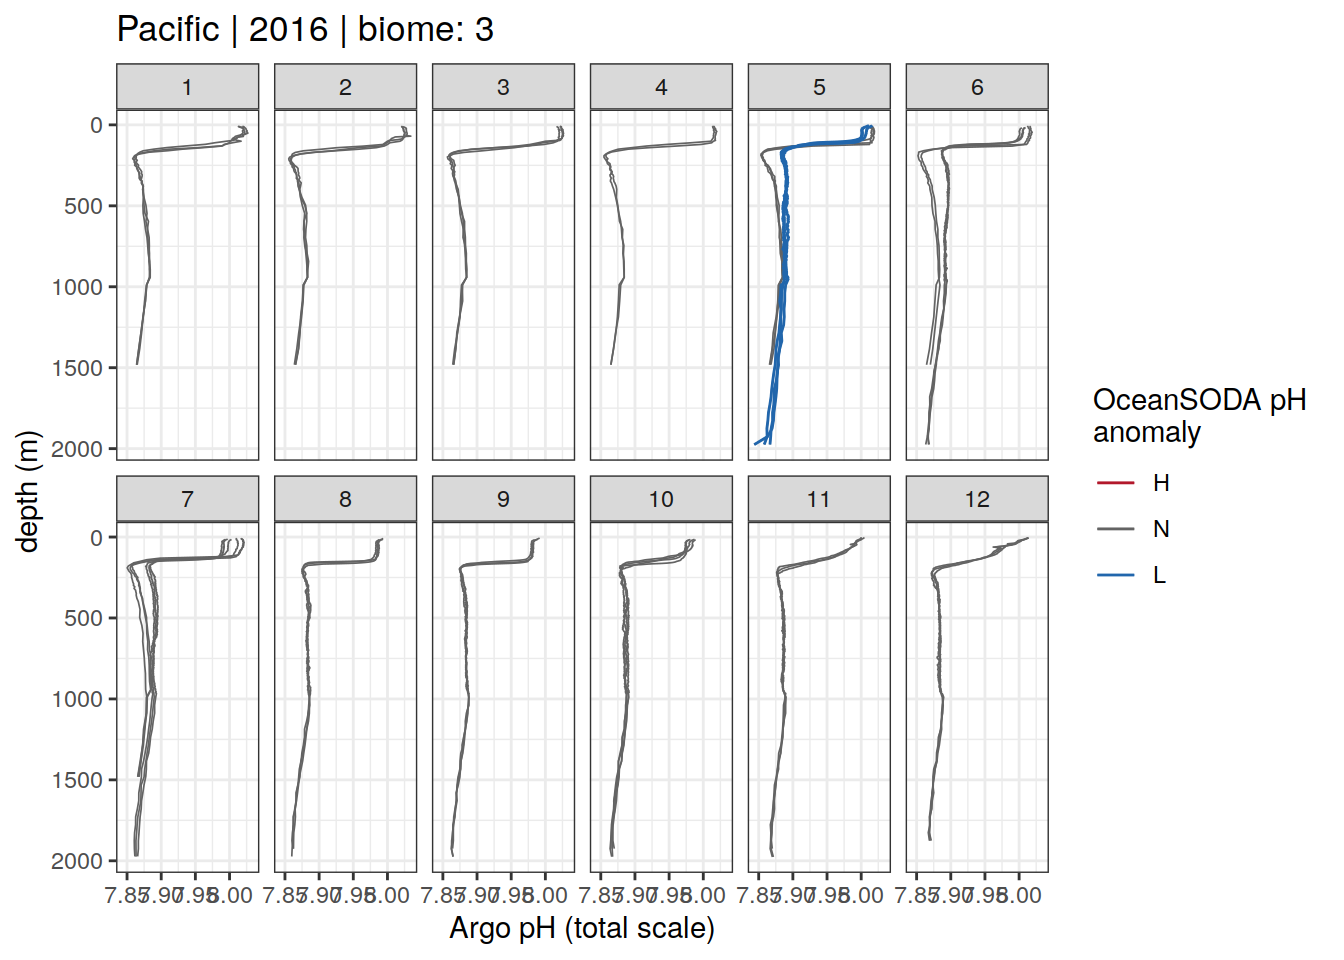 Pacific | 2016 | biome: 3
1 2 3 4 5 6
0
500
1000
1500
2000
7 8 9 10 11 12
0
500
1000
1500
2000
7.85 7.90 7.95 8.00 7.85 7.90 7.95 8.00 7.85 7.90 7.95 8.00 7.85 7.90 7.95 8.00 7.85 7.90 7.95 8.00 7.85 7.90 7.95 8.00
Argo pH (total scale)
depth (m)
OceanSODA pH
anomaly
H
N
L